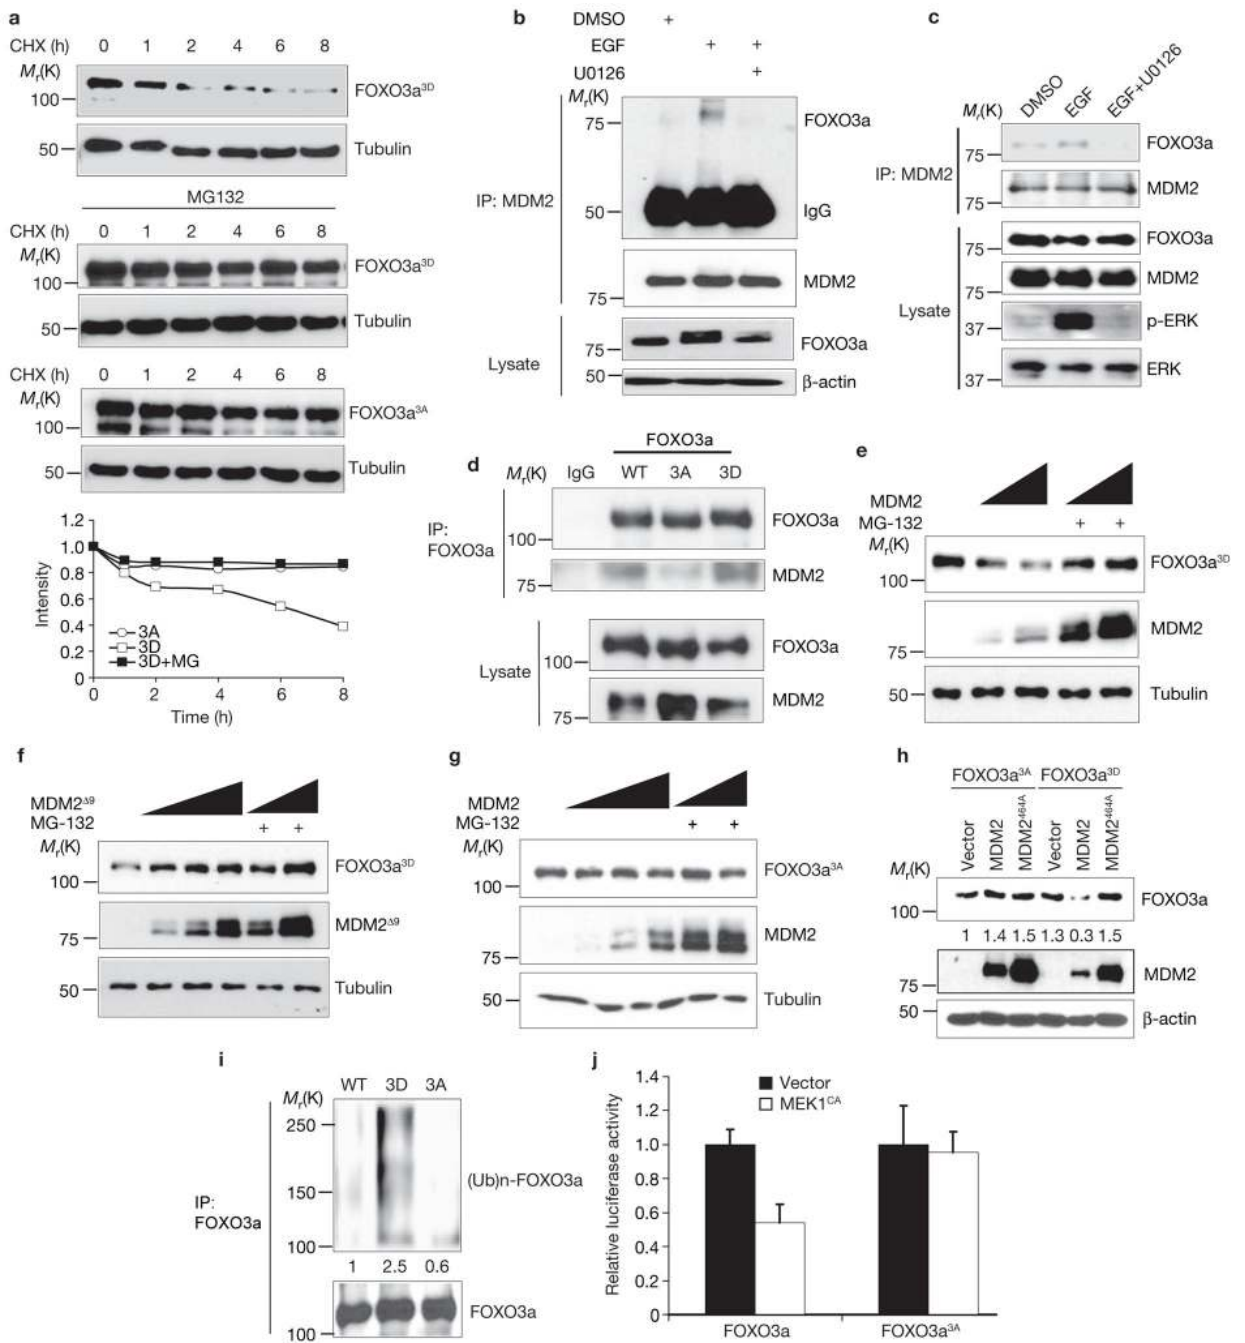 a
CHX (h) 0 1 2 4 6 8
Mr(K)
100
FOXO3a3D
50
Tubulin
MG132
CHX (h) 0 1 2 4 6 8
Mr(K)
FOXO3a3D
100
50
Tubulin
CHX (h) 0 1 2 4 6 8
Mr(K)
FOXO3a3A
100
50
Tubulin
1.2
1.0
0.8
0.6
0.4
0.2
0
Intensity
3A
3D
3D+MG
0 2 4 6 8
Time (h)
b
DMSO +
EGF + +
U0126 +
Mr(K)
75
FOXO3a
IP: MDM2
50
IgG
MDM2
75
Lysate
75
FOXO3a
50
β-actin
c
Mr(K) DMSO EGF EGF+U0126
IP: MDM2
75
FOXO3a
75
MDM2
Lysate
75
FOXO3a
75
MDM2
37
p-ERK
37
ERK
d
FOXO3a
Mr(K) IgG WT 3A 3D
IP:
FOXO3a
100
FOXO3a
75
MDM2
Lysate
100
FOXO3a
75
MDM2
e
MDM2
MG-132 + +
Mr(K)
100
FOXO3a3D
75
MDM2
50
Tubulin
f
MDM2Δ9
MG-132 + +
Mr(K)
100
FOXO3a3D
75
MDM2Δ9
50
Tubulin
g
MDM2
MG-132 + +
Mr(K)
100
FOXO3a3A
75
MDM2
50
Tubulin
h
FOXO3a3A FOXO3a3D
Vector MDM2 MDM2464A Vector MDM2 MDM2464A
Mr(K)
100
FOXO3a
1 1.4 1.5 1.3 0.3 1.5
75
MDM2
50
β-actin
i
WT 3D 3A
Mr(K)
250
150
100
(Ub)n-FOXO3a
IP:
FOXO3a
1 2.5 0.6
FOXO3a
100
j
1.4
1.2
1.0
0.8
0.6
0.4
0.2
0
Relative luciferase activity
Vector
MEK1CA
FOXO3a FOXO3a3A